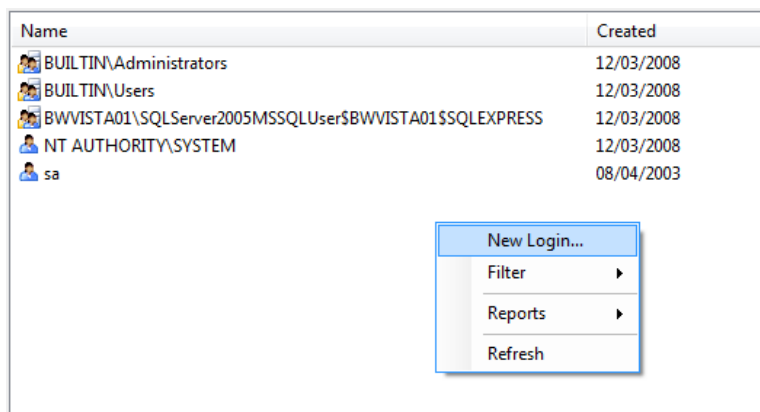 Name Created
BUILTIN\Administrators 12/03/2008
BUILTIN\Users 12/03/2008
BWVISTA01\SQLServer2005MSSQLUser$BWVISTA01$SQLEXPRESS 12/03/2008
NT AUTHORITY\SYSTEM 12/03/2008
sa 08/04/2003
New Login...
Filter
Reports
Refresh